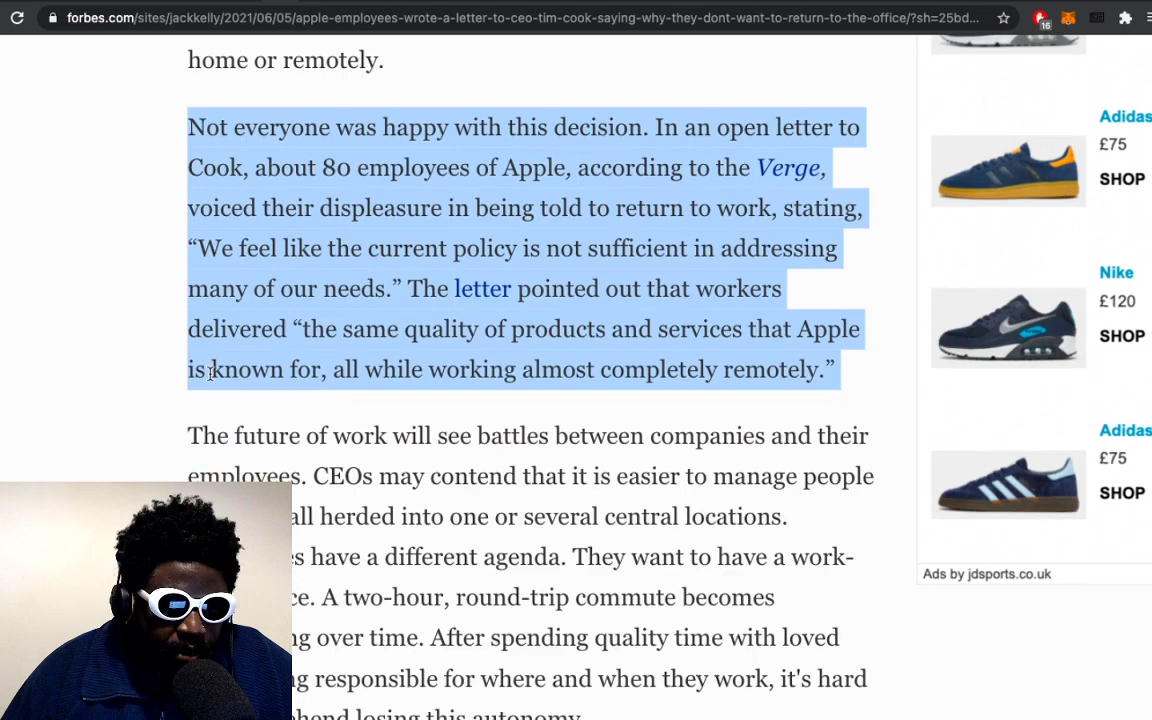 forbes.com/sites/jackkelly/2021/06/05/apple-employees-wrote-a-letter-to-ceo-tim-cook-saying-why-they-dont-want-to-return-to-the-office/?sh=25bd...
16
home or remotely.
Not everyone was happy with this decision. In an open letter to
Cook, about 80 employees of Apple, according to the Verge,
voiced their displeasure in being told to return to work, stating,
“We feel like the current policy is not sufficient in addressing
many of our needs.” The letter pointed out that workers
delivered “the same quality of products and services that Apple
is known for, all while working almost completely remotely.”
The future of work will see battles between companies and their
employees. CEOs may contend that it is easier to manage people
all herded into one or several central locations.
have a different agenda. They want to have a work-
A two-hour, round-trip commute becomes
over time. After spending quality time with loved
responsible for where and when they work, it's hard
losing this autonomy.
Adidas
£75
SHOP
Nike
£120
SHOP
Adidas
£75
SHOP
Ads by jdsports.co.uk